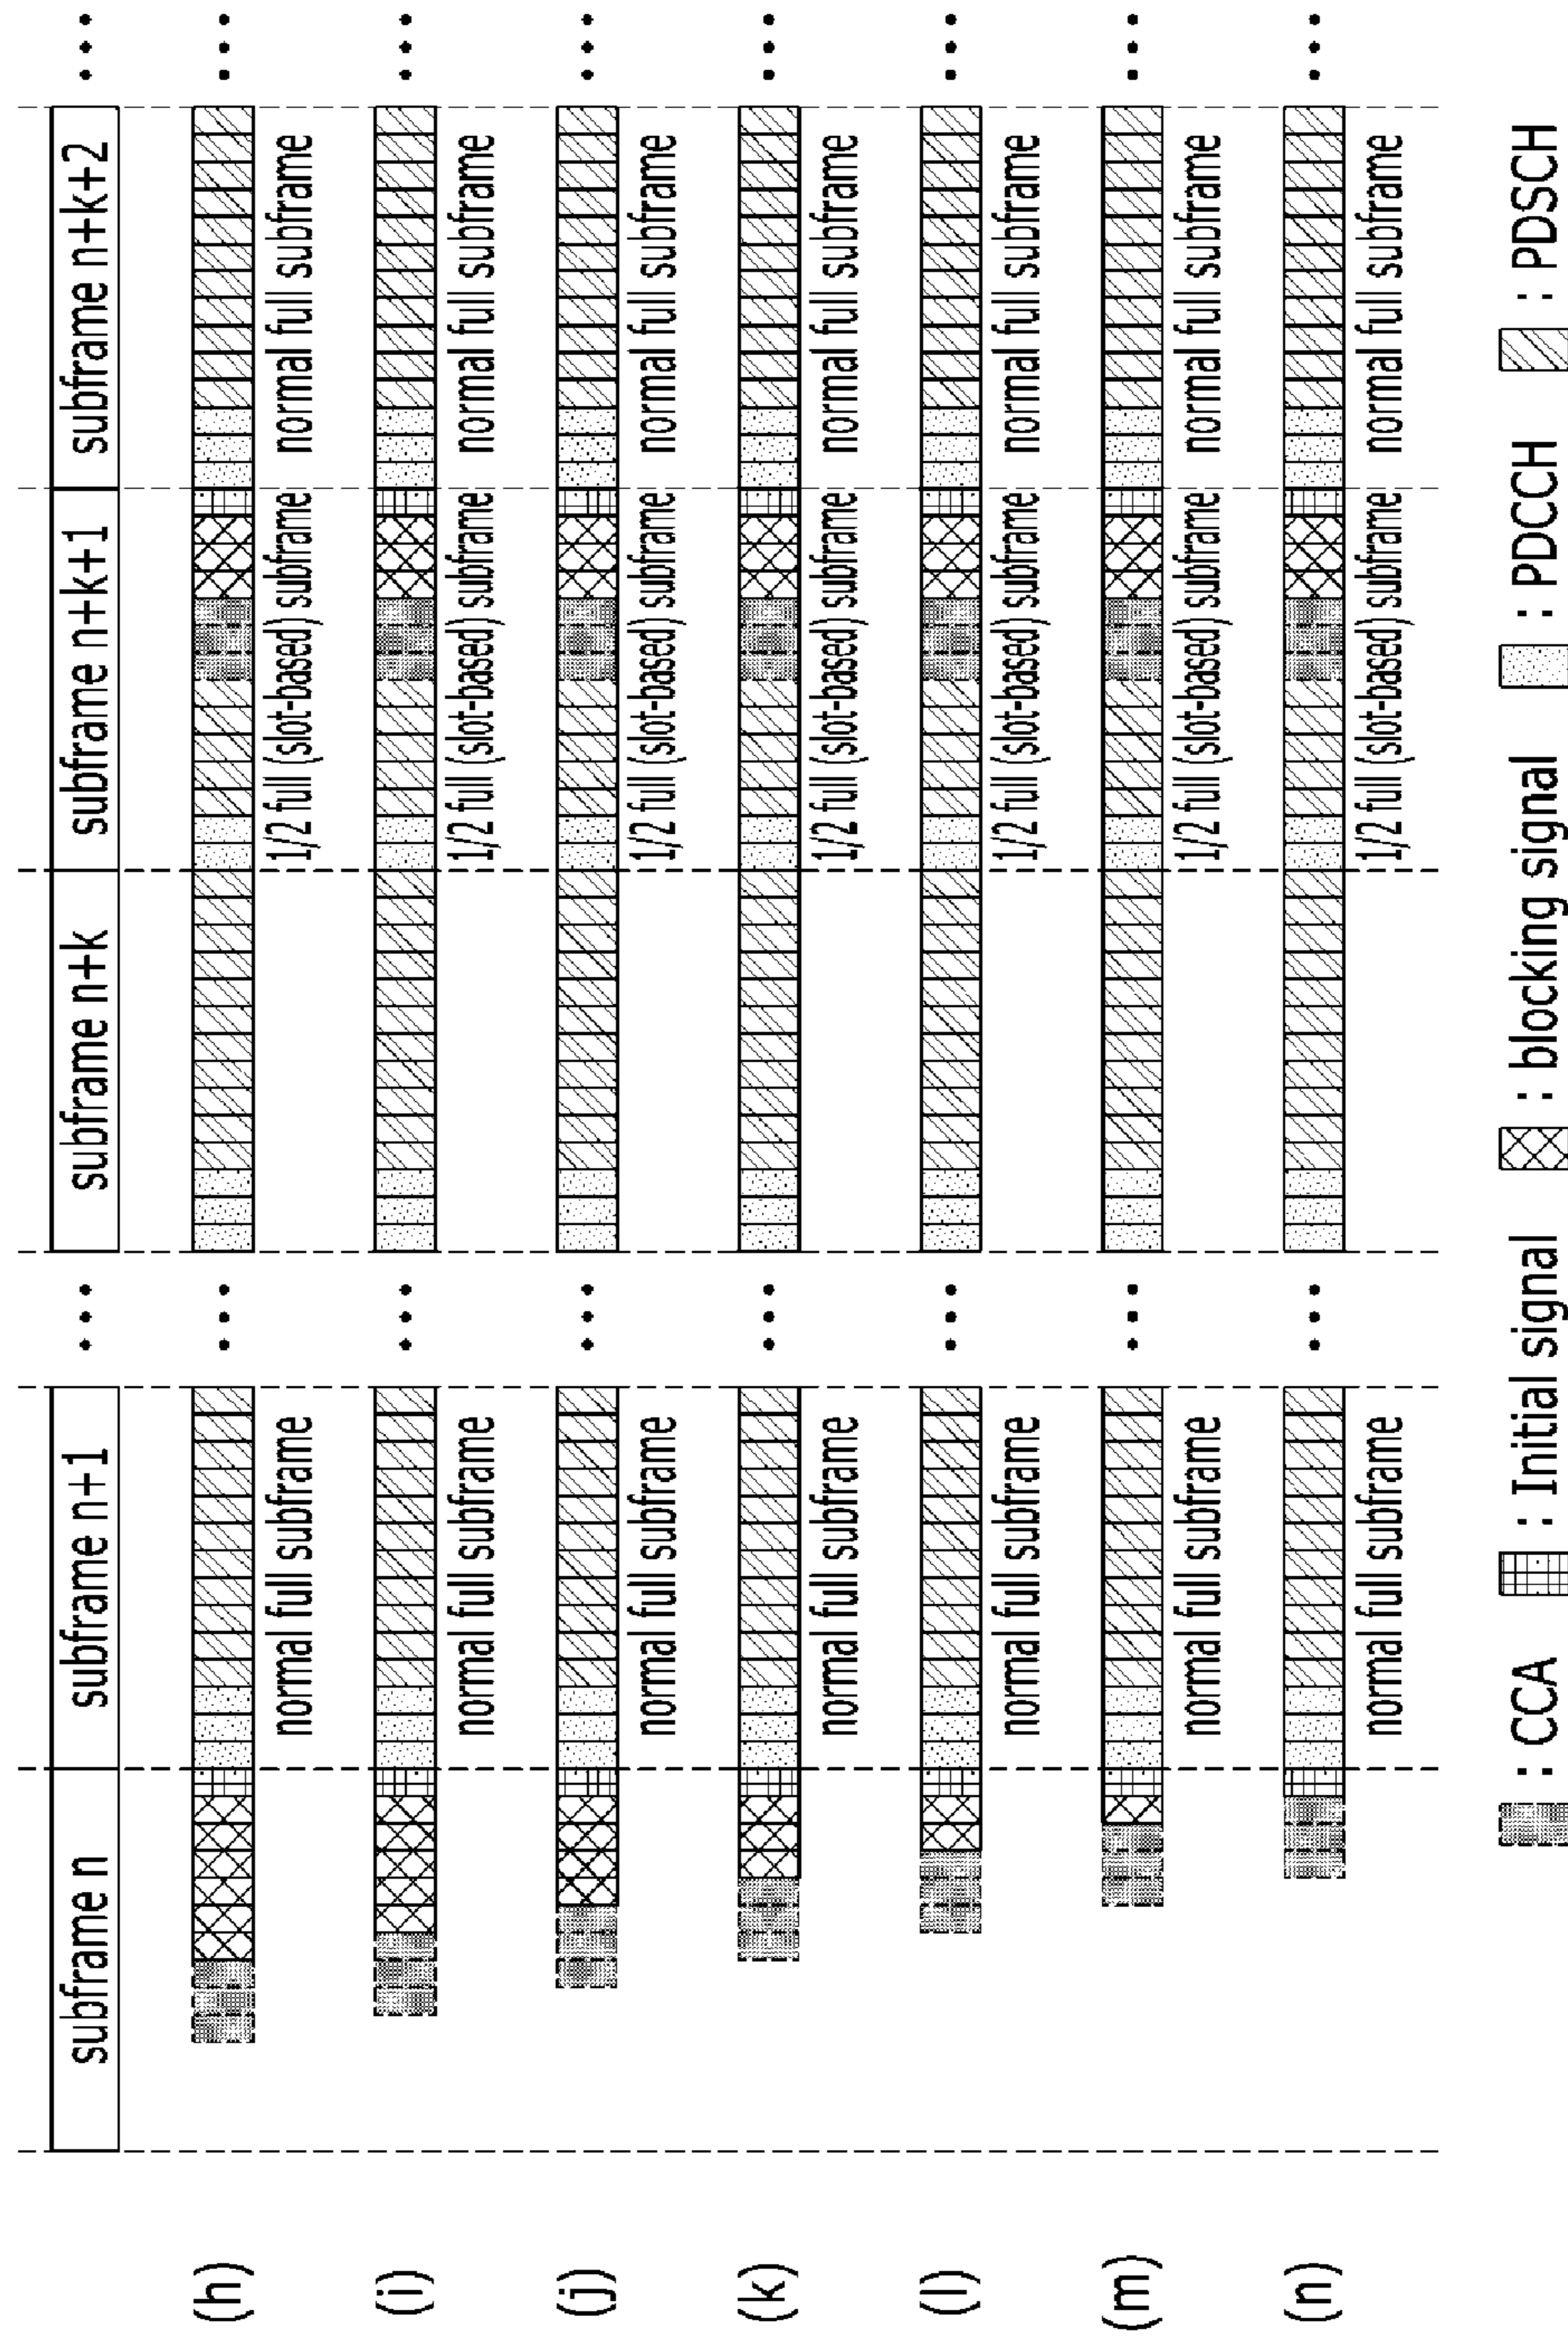 subframe n
subframe n+1
• • •
subframe n+k
subframe n+k+1
subframe n+k+2
• • •
(h)
• • •
• • •
normal full subframe
1/2 full (slot-based) subframe
normal full subframe
(i)
• • •
• • •
normal full subframe
1/2 full (slot-based) subframe
normal full subframe
(j)
• • •
• • •
normal full subframe
1/2 full (slot-based) subframe
normal full subframe
(k)
• • •
• • •
normal full subframe
1/2 full (slot-based) subframe
normal full subframe
(l)
• • •
• • •
normal full subframe
1/2 full (slot-based) subframe
normal full subframe
(m)
• • •
• • •
normal full subframe
1/2 full (slot-based) subframe
normal full subframe
(n)
• • •
• • •
normal full subframe
1/2 full (slot-based) subframe
normal full subframe
: CCA
: Initial signal
: blocking signal
: PDCCH
: PDSCH